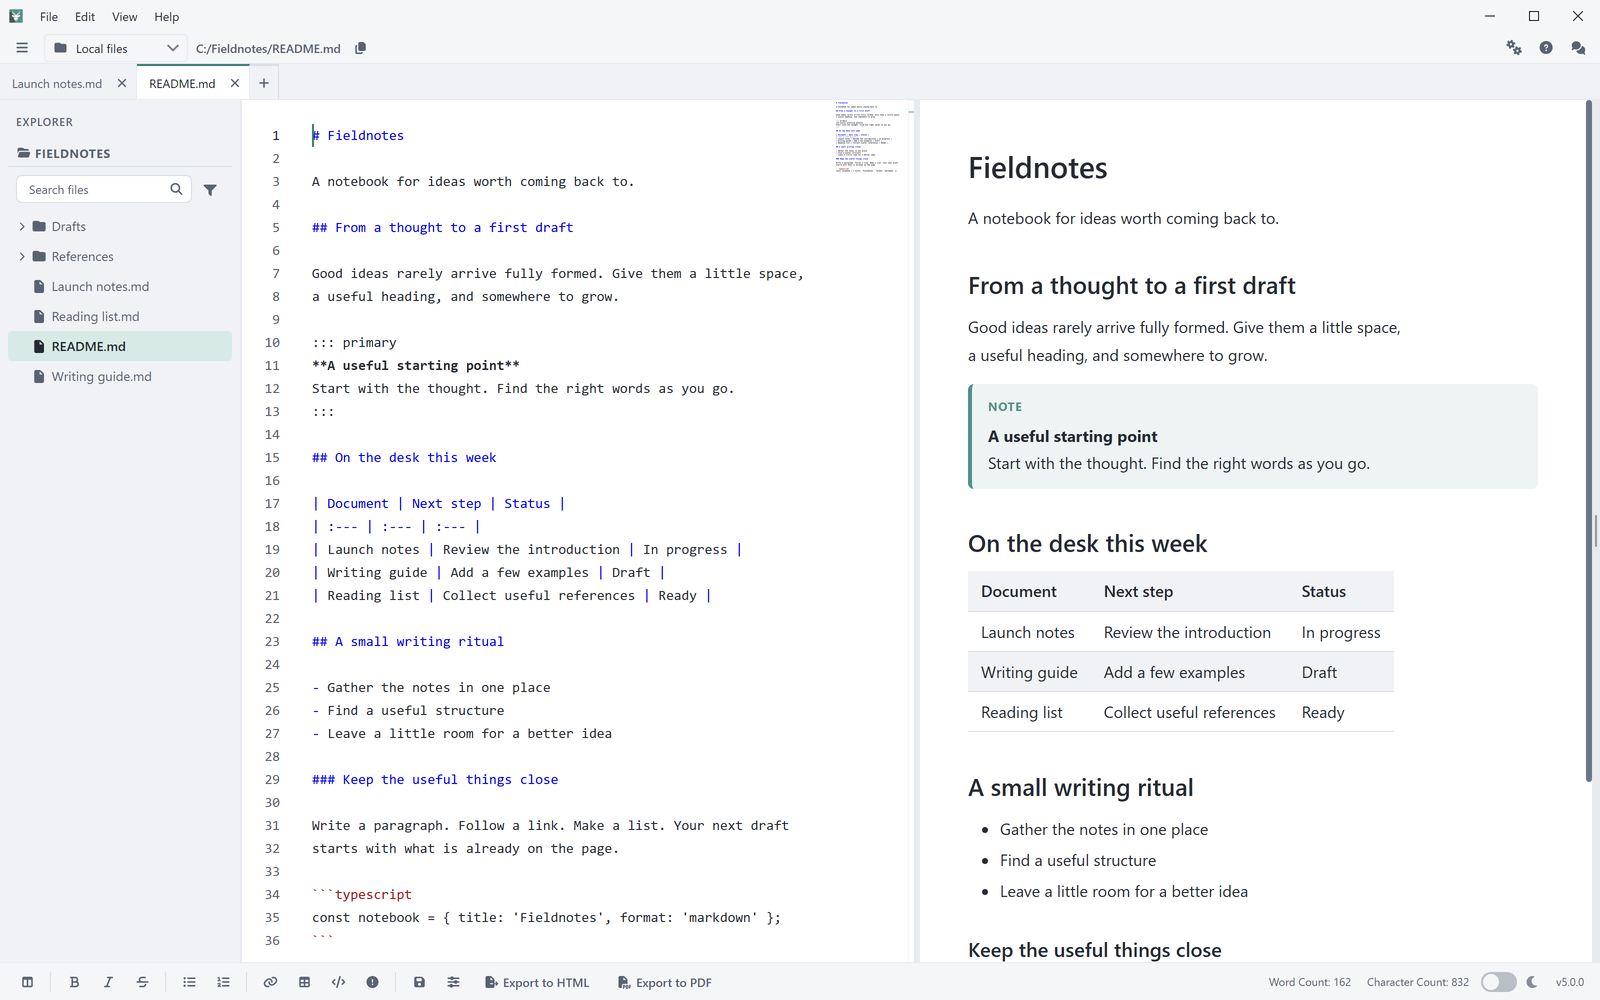 File Edit View Help
Local files C:/Fieldnotes/README.md
Launch notes.md README.md
EXPLORER
FIELDNOTES
Search files
Drafts
References
Launch notes.md
Reading list.md
README.md
Writing guide.md
1 # Fieldnotes
2
3 A notebook for ideas worth coming back to.
4
5 ## From a thought to a first draft
6
7 Good ideas rarely arrive fully formed. Give them a little space,
8 a useful heading, and somewhere to grow.
9
10 ::: primary
11 **A useful starting point**
12 Start with the thought. Find the right words as you go.
13 :::
14
15 ## On the desk this week
16
17 | Document | Next step | Status |
18 | :--- | :--- | :--- |
19 | Launch notes | Review the introduction | In progress |
20 | Writing guide | Add a few examples | Draft |
21 | Reading list | Collect useful references | Ready |
22
23 ## A small writing ritual
24
25 - Gather the notes in one place
26 - Find a useful structure
27 - Leave a little room for a better idea
28
29 ### Keep the useful things close
30
31 Write a paragraph. Follow a link. Make a list. Your next draft
32 starts with what is already on the page.
33
34 ```typescript
35 const notebook = { title: 'Fieldnotes', format: 'markdown' };
36 ```
Fieldnotes
A notebook for ideas worth coming back to.
From a thought to a first draft
Good ideas rarely arrive fully formed. Give them a little space,
a useful heading, and somewhere to grow.
NOTE
A useful starting point
Start with the thought. Find the right words as you go.
On the desk this week
Document Next step Status
Launch notes Review the introduction In progress
Writing guide Add a few examples Draft
Reading list Collect useful references Ready
A small writing ritual
Gather the notes in one place
Find a useful structure
Leave a little room for a better idea
Keep the useful things close
Export to HTML Export to PDF Word Count: 162 Character Count: 832 v5.0.0